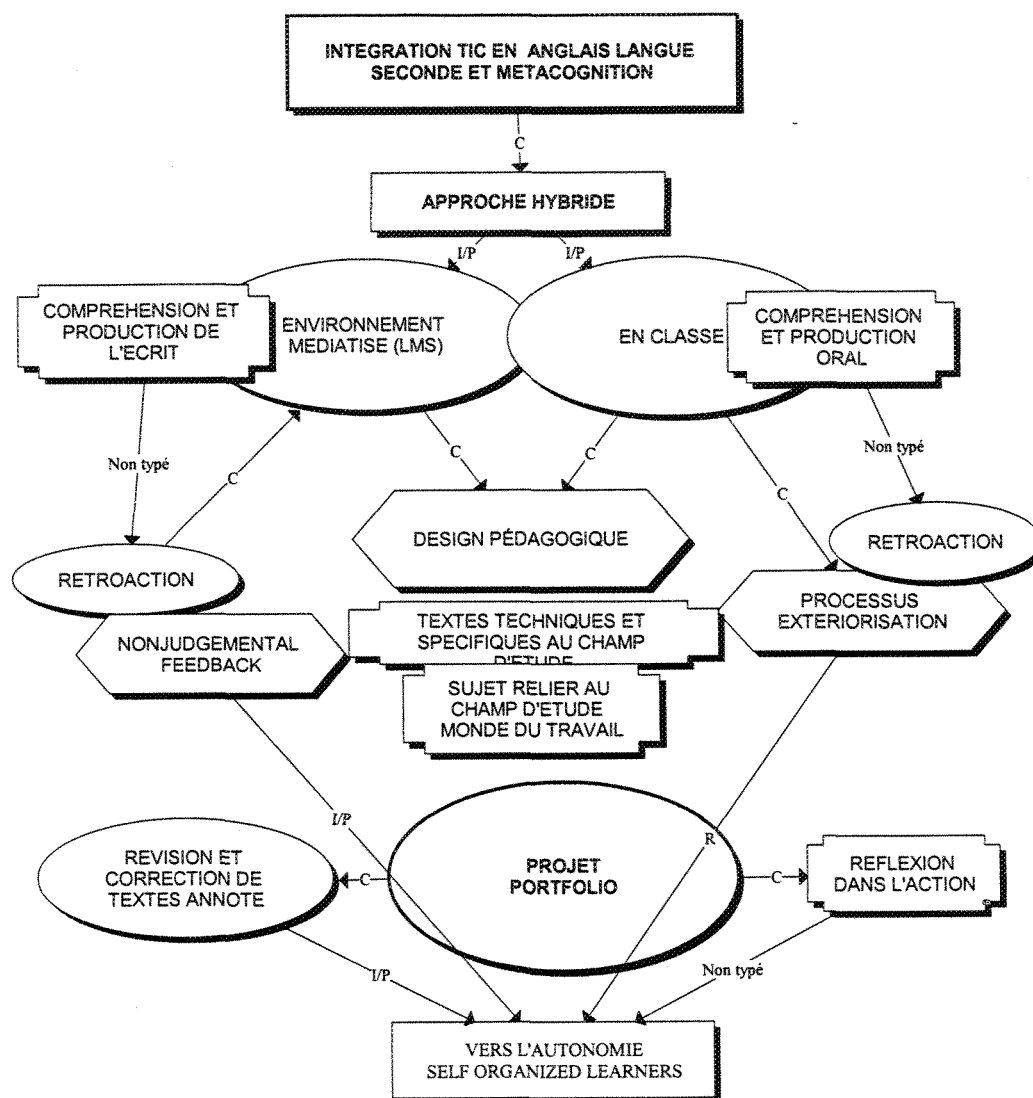 INTEGRATION TIC EN ANGLAIS LANGUE
SECONDE ET METACOGNITION
C
APPROCHE HYBRIDE
I/P
I/P
COMPREHENSION ET
PRODUCTION DE
L'ECRIT
ENVIRONNEMENT
MEDIATISE (LMS)
EN CLASSE
COMPREHENSION
ET PRODUCTION
ORAL
Non typé
C
C
C
C
Non typé
DESIGN PÉDAGOGIQUE
RETROACTION
RETROACTION
NONJUDGEMENTAL
FEEDBACK
TEXTES TECHNIQUES ET
SPECIFIQUES AU CHAMP
D'ETUDE
PROCESSUS
EXTERIORISATION
SUJET RELIER AU
CHAMP D'ETUDE
MONDE DU TRAVAIL
I/P
R
REVISION ET
CORRECTION DE
TEXTES ANNOTE
C
PROJET
PORTFOLIO
C
REFLEXION
DANS L'ACTION
I/P
Non typé
VERS L'AUTONOMIE
SELF ORGANIZED LEARNERS